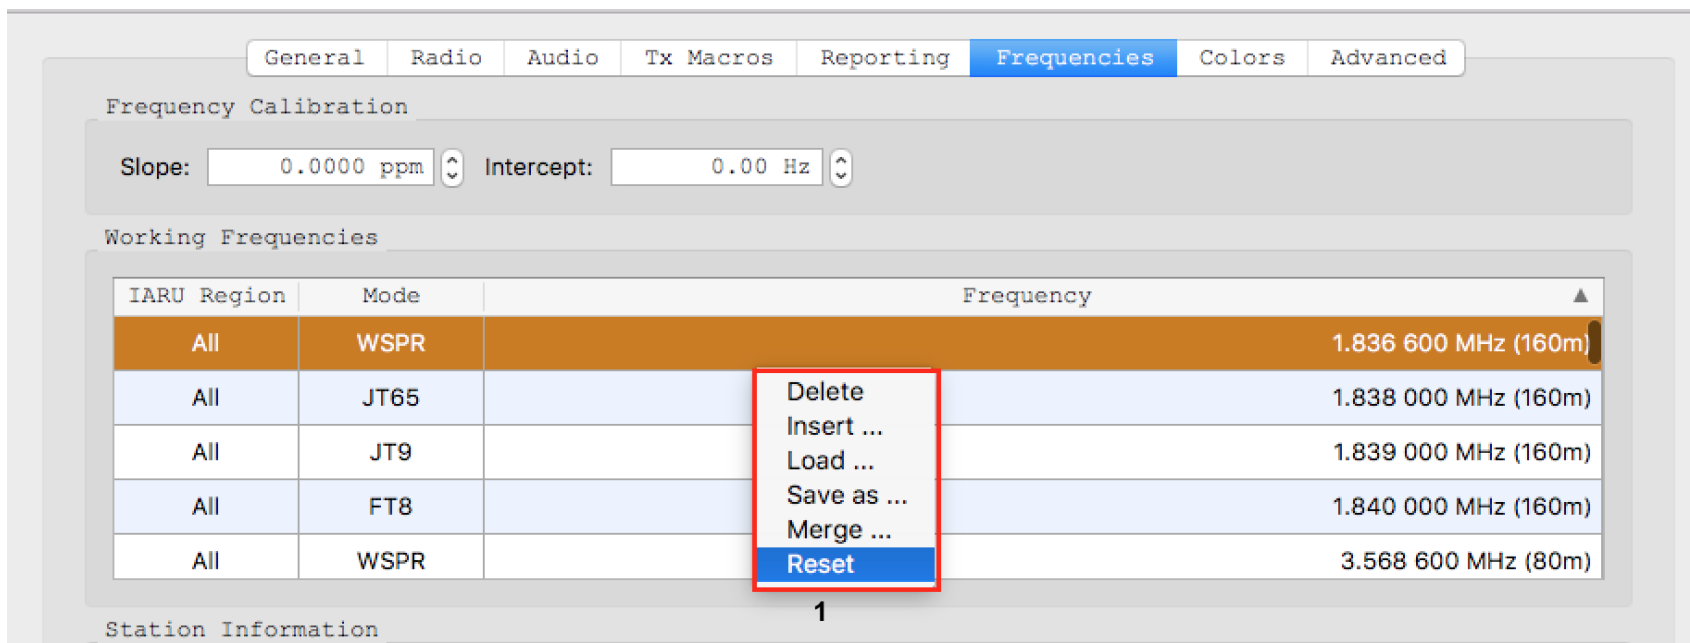 General Radio Audio Tx Macros Reporting Frequencies Colors Advanced
Frequency Calibration
Slope: 0.0000 ppm Intercept: 0.00 Hz
Working Frequencies
IARU Region Mode Frequency
All WSPR 1.836 600 MHz (160m)
All JT65 1.838 000 MHz (160m)
All JT9 1.839 000 MHz (160m)
All FT8 1.840 000 MHz (160m)
All WSPR 3.568 600 MHz (80m)
Delete
Insert ...
Load ...
Save as ...
Merge ...
Reset
1
Station Information